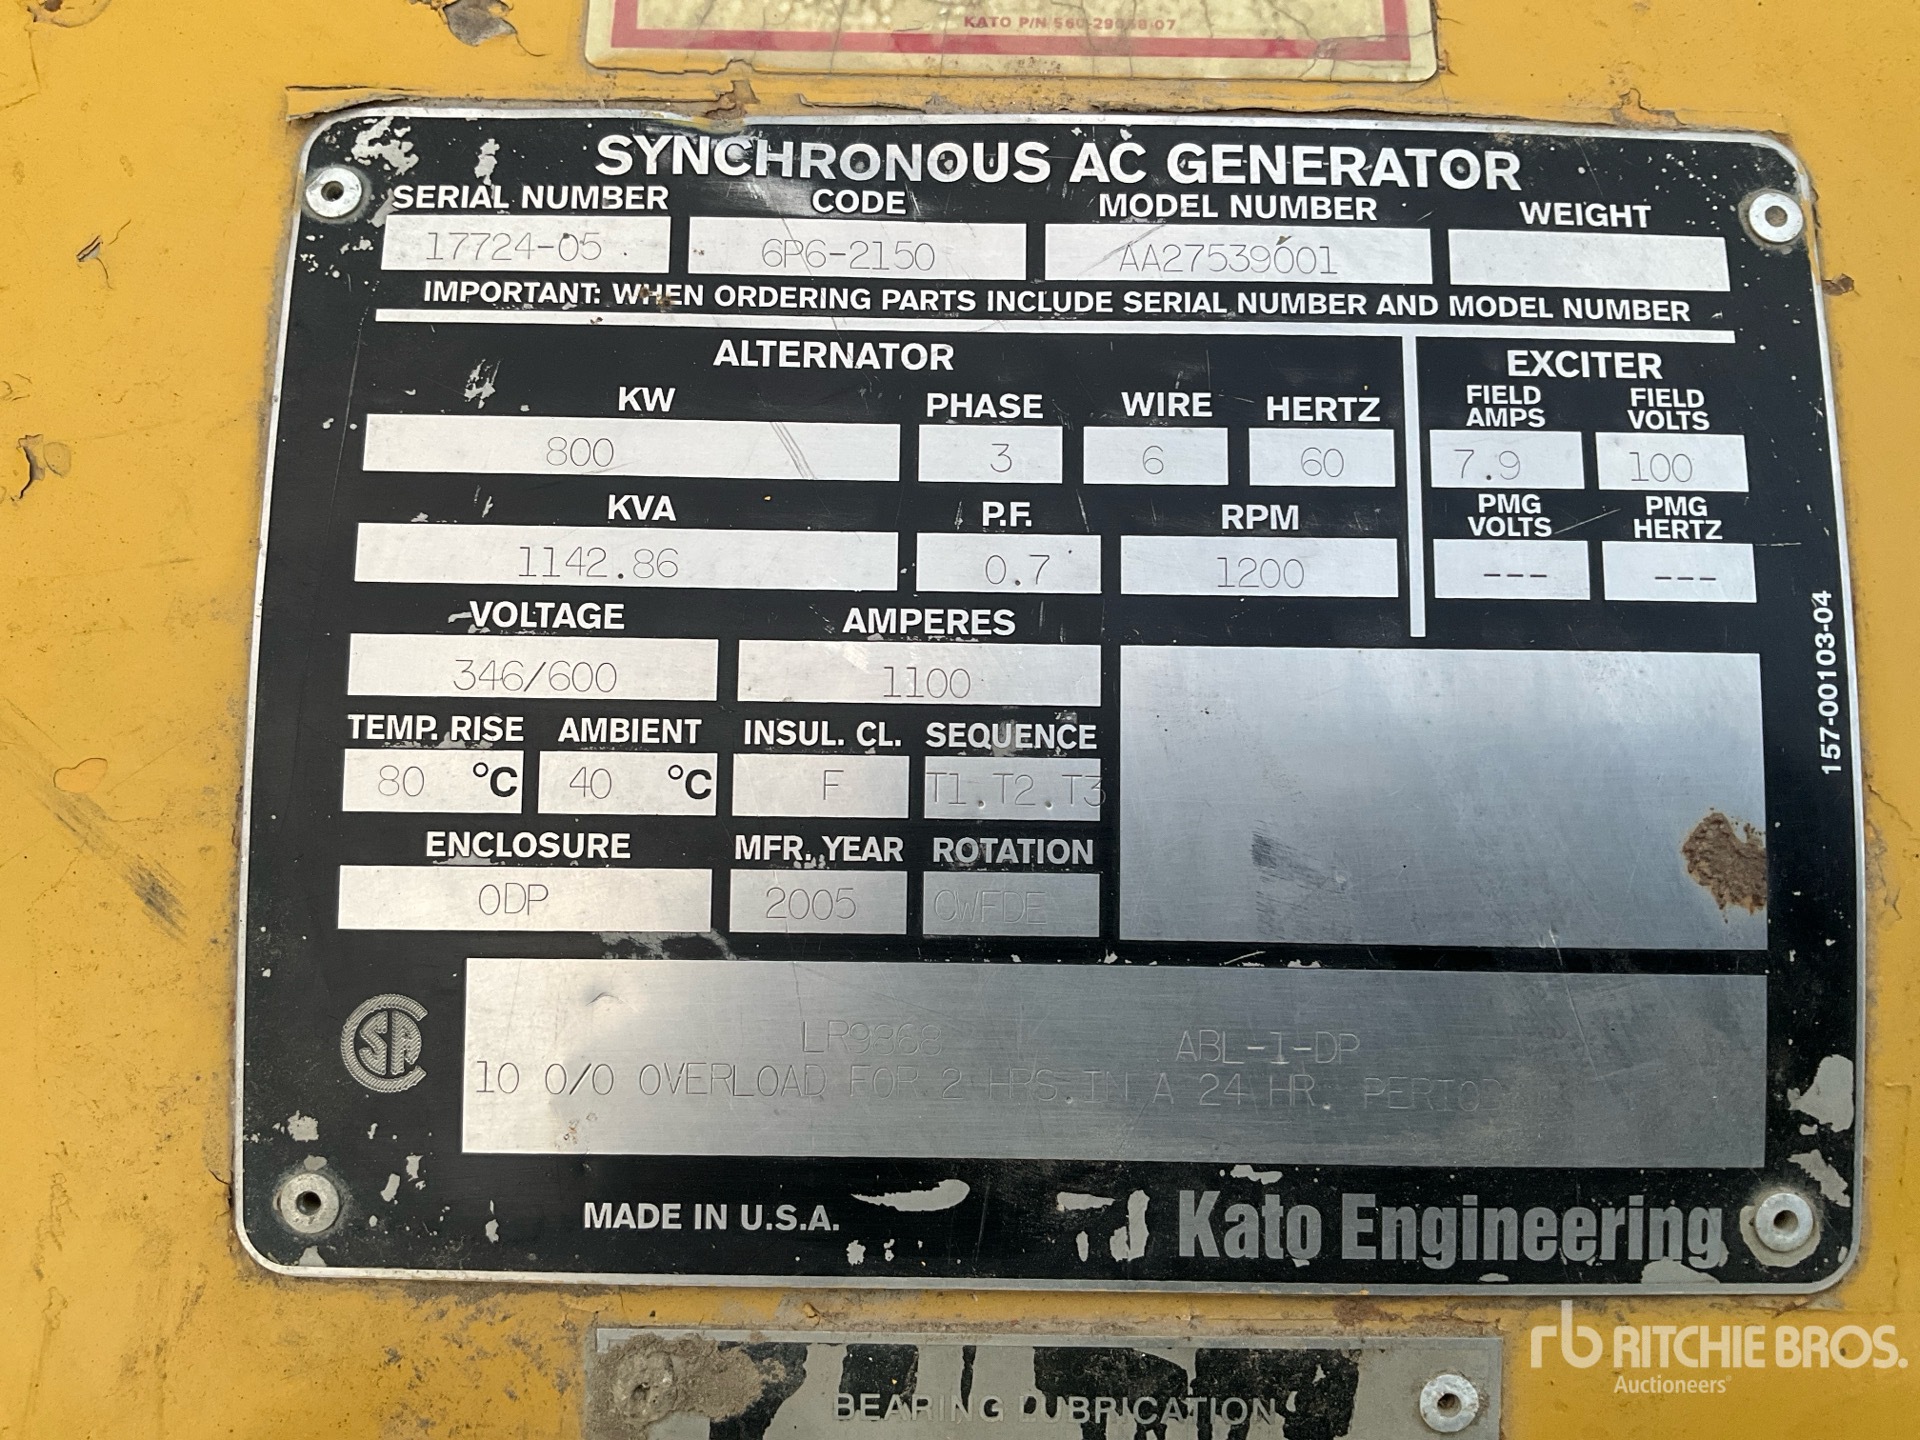 KATO P/N 560-29058-07
SYNCHRONOUS AC GENERATOR
SERIAL NUMBER CODE MODEL NUMBER WEIGHT
17724-05 6P6-2150 AA27539001
IMPORTANT: WHEN ORDERING PARTS INCLUDE SERIAL NUMBER AND MODEL NUMBER
ALTERNATOR EXCITER
KW PHASE WIRE HERTZ FIELD AMPS FIELD VOLTS
800 3 6 60 7.9 100
KVA P.F. RPM PMG VOLTS PMG HERTZ
1142.86 0.7 1200 --- ---
VOLTAGE AMPERES
346/600 1100
TEMP. RISE AMBIENT INSUL. CL. SEQUENCE
80 °C 40 °C F T1.T2.T3
ENCLOSURE MFR. YEAR ROTATION
ODP 2005 CWFDE
157-00103-04
LR9868 ABL-1-DP
10 O/O OVERLOAD FOR 2 HRS.IN A 24 HR. PERIOD
MADE IN U.S.A. Kato Engineering
BEARING LUBRICATION
rb RITCHIE BROS.
Auctioneers